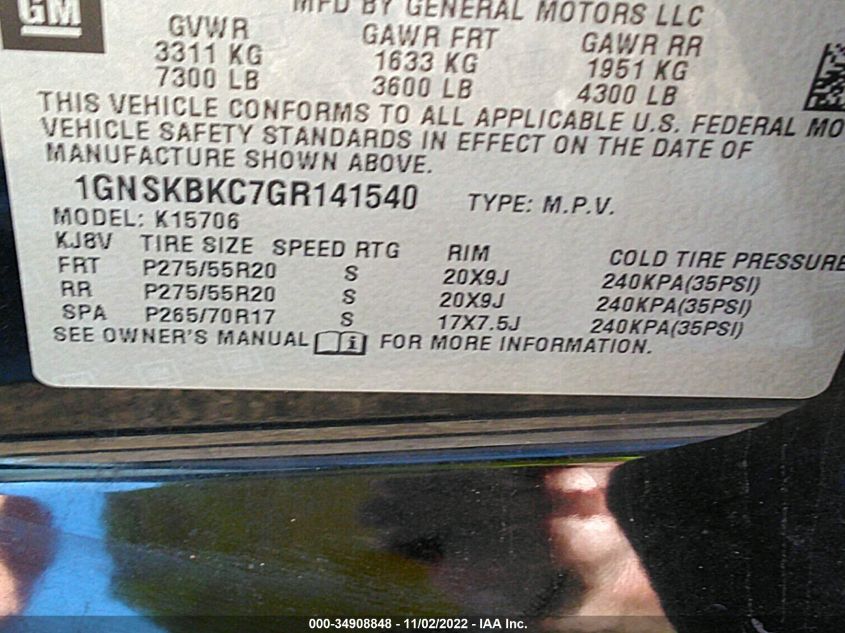 GM
MFD BY GENERAL MOTORS LLC
GVWR GAWR FRT GAWR RR
3311 KG 1633 KG 1951 KG
7300 LB 3600 LB 4300 LB
THIS VEHICLE CONFORMS TO ALL APPLICABLE U.S. FEDERAL MO
VEHICLE SAFETY STANDARDS IN EFFECT ON THE DATE OF
MANUFACTURE SHOWN ABOVE.
1GNSKBKC7GR141540 TYPE: M.P.V.
MODEL: K15706
KJ8V TIRE SIZE SPEED RTG RIM COLD TIRE PRESSURE
FRT P275/55R20 S 20X9J 240KPA(35PSI)
RR P275/55R20 S 20X9J 240KPA(35PSI)
SPA P265/70R17 S 17X7.5J 240KPA(35PSI)
SEE OWNER'S MANUAL i FOR MORE INFORMATION.
000-34908848 - 11/02/2022 - IAA Inc.